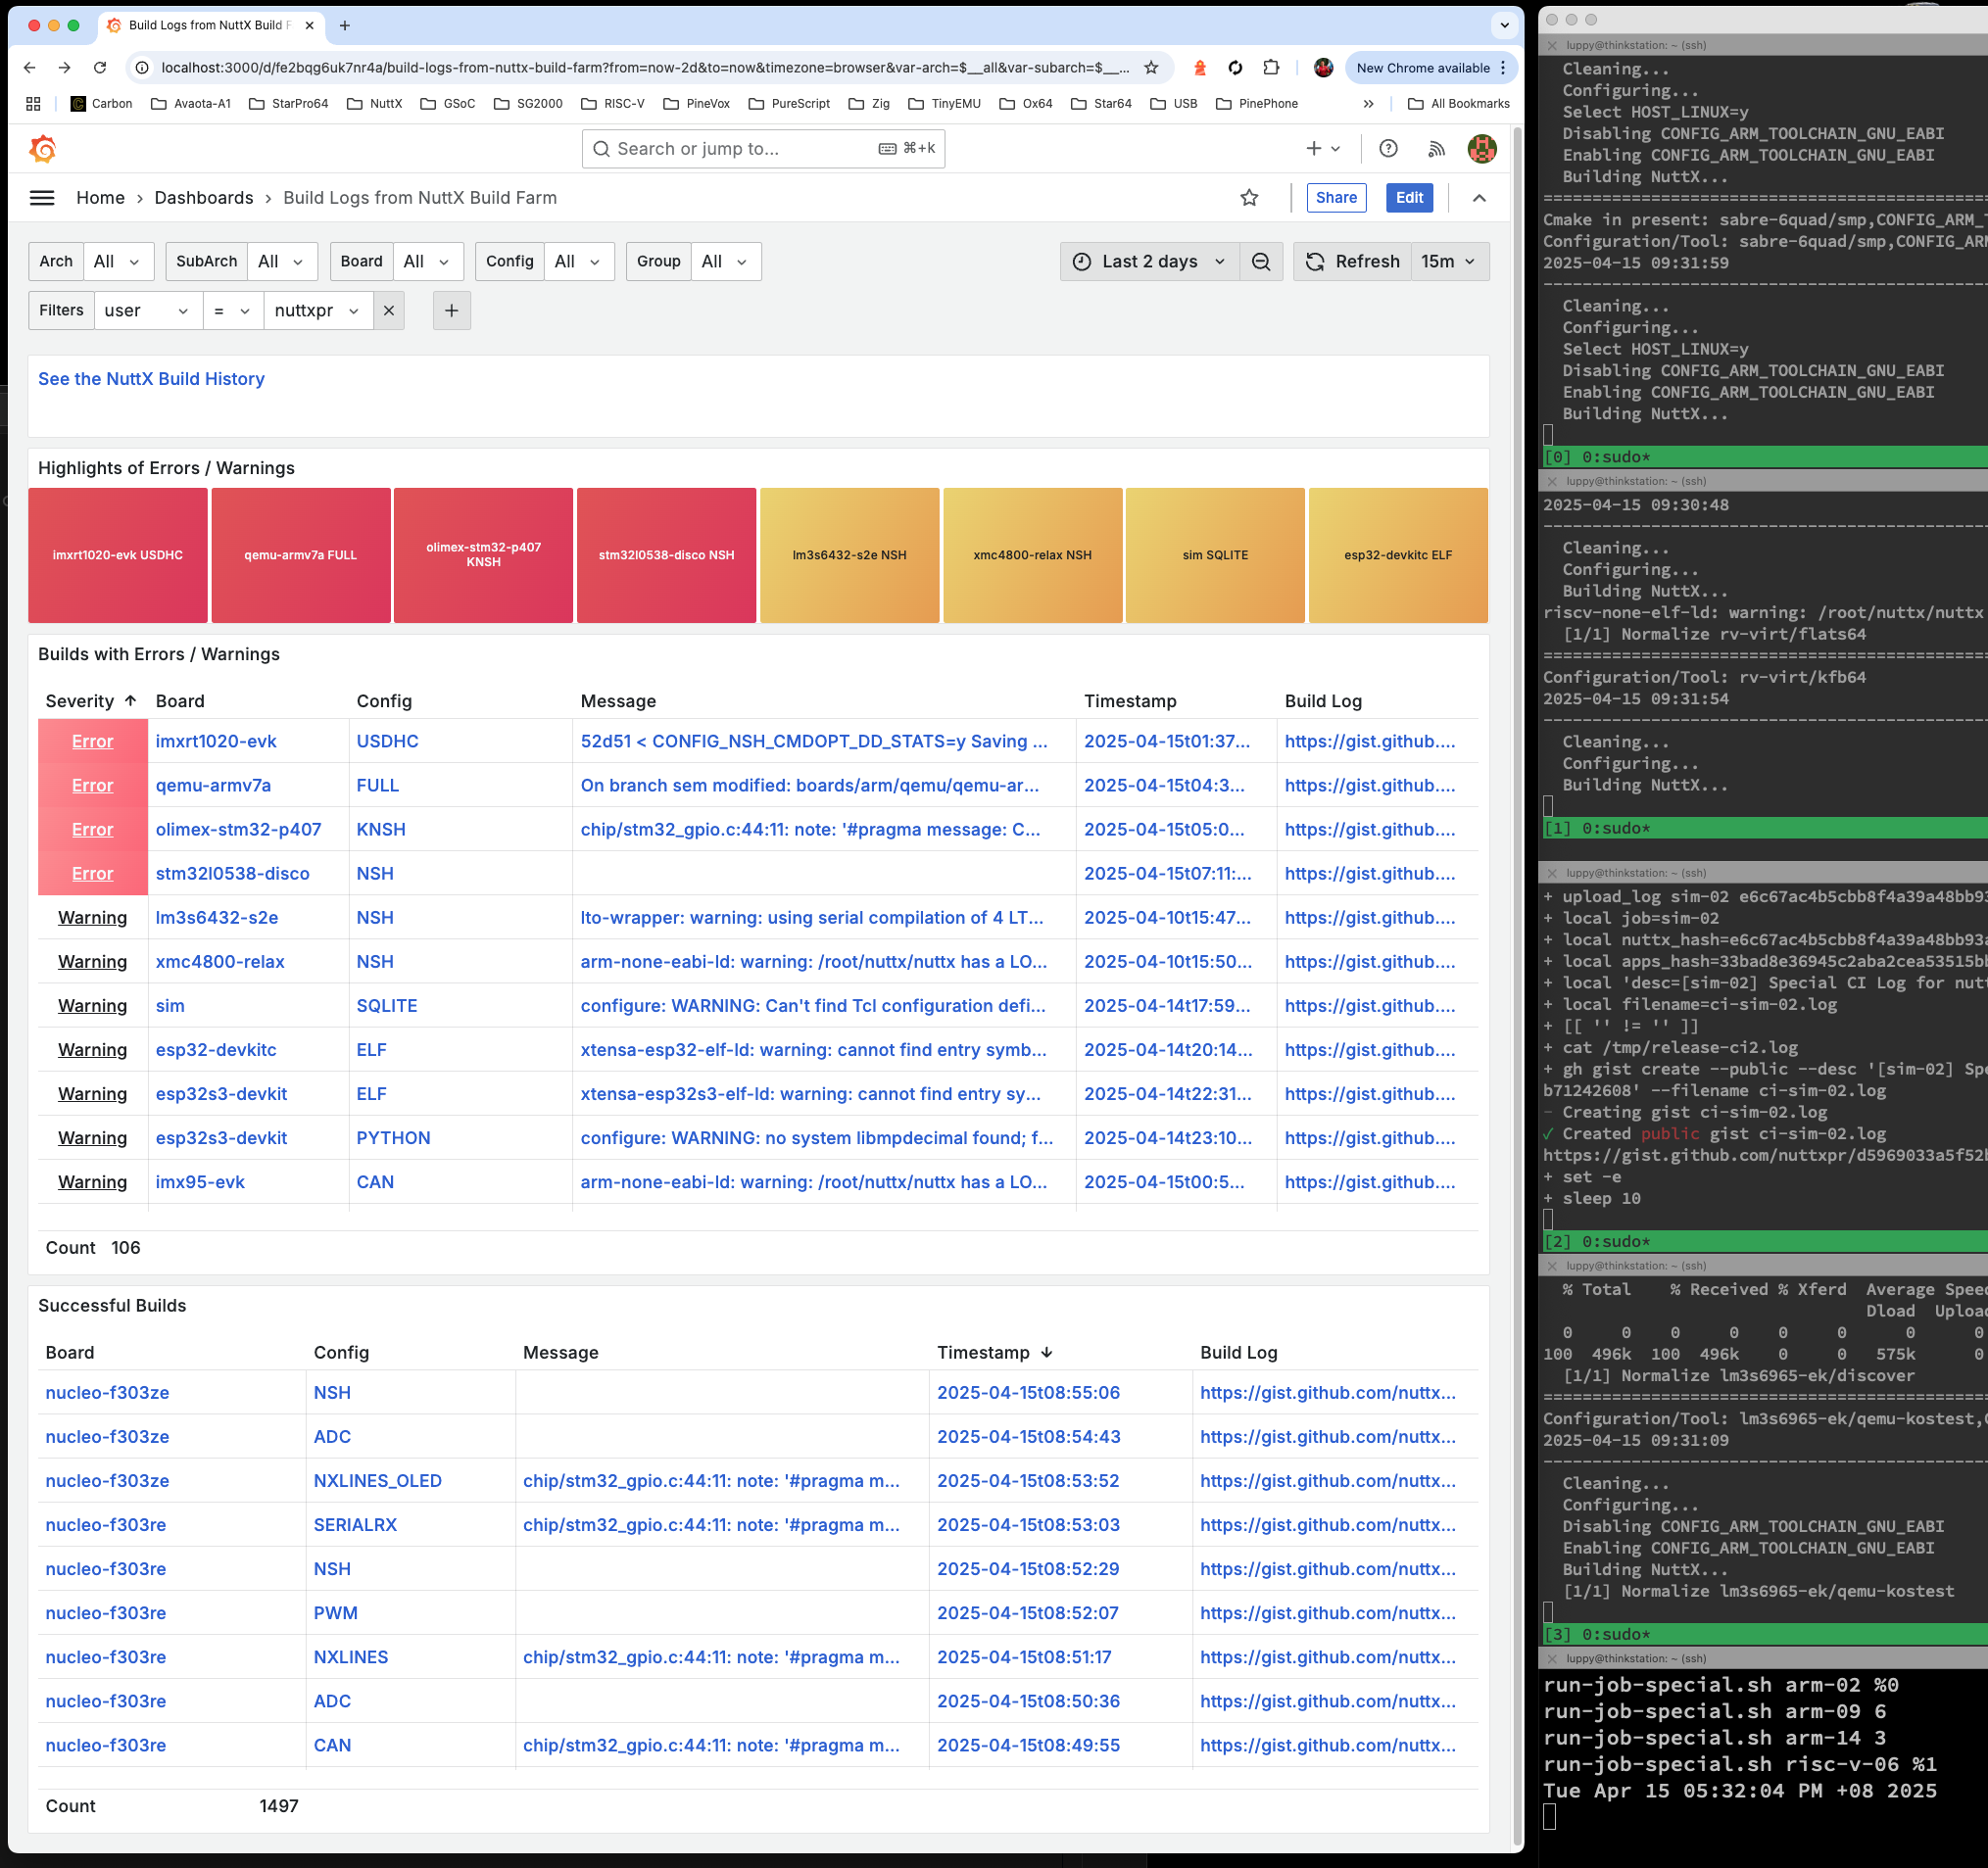 Build Logs from NuttX Build F
localhost:3000/d/fe2bqg6uk7nr4a/build-logs-from-nuttx-build-farm?from=now-2d&to=now&timezone=browser&var-arch=$__all&var-subarch=$__...
New Chrome available
Carbon Avaota-A1 StarPro64 NuttX GSoC SG2000 RISC-V PineVox PureScript Zig TinyEMU Ox64 Star64 USB PinePhone » All Bookmarks
Search or jump to... ⌘+k
Home › Dashboards › Build Logs from NuttX Build Farm
Share Edit
Arch All SubArch All Board All Config All Group All Last 2 days Refresh 15m
Filters user = nuttxpr
See the NuttX Build History
Highlights of Errors / Warnings
imxrt1020-evk USDHC
qemu-armv7a FULL
olimex-stm32-p407
KNSH
stm32l0538-disco NSH
lm3s6432-s2e NSH
xmc4800-relax NSH
sim SQLITE
esp32-devkitc ELF
Builds with Errors / Warnings
Severity ↑ Board Config Message Timestamp Build Log
Error imxrt1020-evk USDHC 52d51 < CONFIG_NSH_CMDOPT_DD_STATS=y Saving ... 2025-04-15t01:37... https://gist.github....
Error qemu-armv7a FULL On branch sem modified: boards/arm/qemu/qemu-ar... 2025-04-15t04:3... https://gist.github....
Error olimex-stm32-p407 KNSH chip/stm32_gpio.c:44:11: note: '#pragma message: C... 2025-04-15t05:0... https://gist.github....
Error stm32l0538-disco NSH 2025-04-15t07:11:... https://gist.github....
Warning lm3s6432-s2e NSH lto-wrapper: warning: using serial compilation of 4 LT... 2025-04-10t15:47... https://gist.github....
Warning xmc4800-relax NSH arm-none-eabi-ld: warning: /root/nuttx/nuttx has a LO... 2025-04-10t15:50... https://gist.github....
Warning sim SQLITE configure: WARNING: Can't find Tcl configuration defi... 2025-04-14t17:59... https://gist.github....
Warning esp32-devkitc ELF xtensa-esp32-elf-ld: warning: cannot find entry symb... 2025-04-14t20:14... https://gist.github....
Warning esp32s3-devkit ELF xtensa-esp32s3-elf-ld: warning: cannot find entry sy... 2025-04-14t22:31... https://gist.github....
Warning esp32s3-devkit PYTHON configure: WARNING: no system libmpdecimal found; f... 2025-04-14t23:10... https://gist.github....
Warning imx95-evk CAN arm-none-eabi-ld: warning: /root/nuttx/nuttx has a LO... 2025-04-15t00:5... https://gist.github....
Count 106
Successful Builds
Board Config Message Timestamp ↓ Build Log
nucleo-f303ze NSH 2025-04-15t08:55:06 https://gist.github.com/nuttx...
nucleo-f303ze ADC 2025-04-15t08:54:43 https://gist.github.com/nuttx...
nucleo-f303ze NXLINES_OLED chip/stm32_gpio.c:44:11: note: '#pragma m... 2025-04-15t08:53:52 https://gist.github.com/nuttx...
nucleo-f303re SERIALRX chip/stm32_gpio.c:44:11: note: '#pragma m... 2025-04-15t08:53:03 https://gist.github.com/nuttx...
nucleo-f303re NSH 2025-04-15t08:52:29 https://gist.github.com/nuttx...
nucleo-f303re PWM 2025-04-15t08:52:07 https://gist.github.com/nuttx...
nucleo-f303re NXLINES chip/stm32_gpio.c:44:11: note: '#pragma m... 2025-04-15t08:51:17 https://gist.github.com/nuttx...
nucleo-f303re ADC 2025-04-15t08:50:36 https://gist.github.com/nuttx...
nucleo-f303re CAN chip/stm32_gpio.c:44:11: note: '#pragma m... 2025-04-15t08:49:55 https://gist.github.com/nuttx...
Count 1497
luppy@thinkstation: ~ (ssh)
Cleaning...
Configuring...
Select HOST_LINUX=y
Disabling CONFIG_ARM_TOOLCHAIN_GNU_EABI
Enabling CONFIG_ARM_TOOLCHAIN_GNU_EABI
Building NuttX...
==============================================
Cmake in present: sabre-6quad/smp,CONFIG_ARM_
Configuration/Tool: sabre-6quad/smp,CONFIG_ARM
2025-04-15 09:31:59
----------------------------------------------
Cleaning...
Configuring...
Select HOST_LINUX=y
Disabling CONFIG_ARM_TOOLCHAIN_GNU_EABI
Enabling CONFIG_ARM_TOOLCHAIN_GNU_EABI
Building NuttX...
[0] 0:sudo*
luppy@thinkstation: ~ (ssh)
2025-04-15 09:30:48
----------------------------------------------
Cleaning...
Configuring...
Building NuttX...
riscv-none-elf-ld: warning: /root/nuttx/nuttx
[1/1] Normalize rv-virt/flats64
==============================================
Configuration/Tool: rv-virt/kfb64
2025-04-15 09:31:54
----------------------------------------------
Cleaning...
Configuring...
Building NuttX...
[1] 0:sudo*
luppy@thinkstation: ~ (ssh)
+ upload_log sim-02 e6c67ac4b5cbb8f4a39a48bb93
+ local job=sim-02
+ local nuttx_hash=e6c67ac4b5cbb8f4a39a48bb93a
+ local apps_hash=33bad8e36945c2aba2cea53515bb
+ local 'desc=[sim-02] Special CI Log for nutt
+ local filename=ci-sim-02.log
+ [[ '' != '' ]]
+ cat /tmp/release-ci2.log
+ gh gist create --public --desc '[sim-02] Spe
b71242608' --filename ci-sim-02.log
- Creating gist ci-sim-02.log
✓ Created public gist ci-sim-02.log
https://gist.github.com/nuttxpr/d5969033a5f52b
+ set -e
+ sleep 10
[2] 0:sudo*
luppy@thinkstation: ~ (ssh)
% Total % Received % Xferd Average Speed
Dload Upload
0 0 0 0 0 0 0 0
100 496k 100 496k 0 0 575k 0
[1/1] Normalize lm3s6965-ek/discover
==============================================
Configuration/Tool: lm3s6965-ek/qemu-kostest,C
2025-04-15 09:31:09
----------------------------------------------
Cleaning...
Configuring...
Disabling CONFIG_ARM_TOOLCHAIN_GNU_EABI
Enabling CONFIG_ARM_TOOLCHAIN_GNU_EABI
Building NuttX...
[1/1] Normalize lm3s6965-ek/qemu-kostest
[3] 0:sudo*
luppy@thinkstation: ~ (ssh)
run-job-special.sh arm-02 %0
run-job-special.sh arm-09 6
run-job-special.sh arm-14 3
run-job-special.sh risc-v-06 %1
Tue Apr 15 05:32:04 PM +08 2025